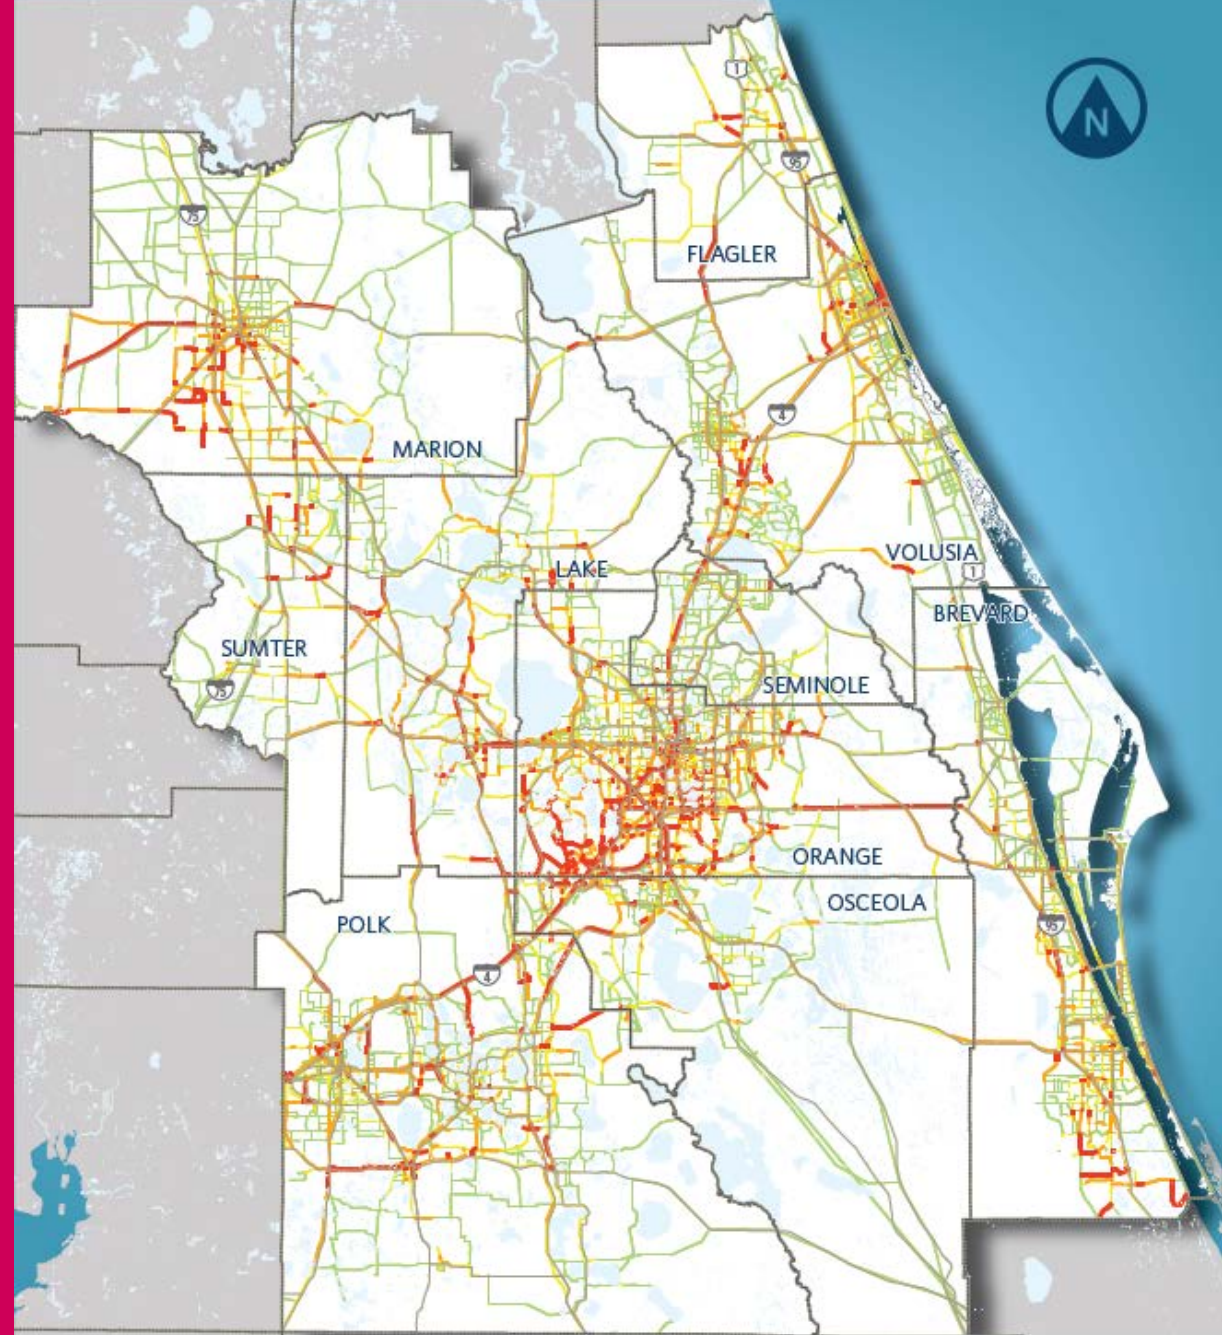 N
1
95
75
FLAGLER
4
MARION
VOLUSIA
1
LAKE
BREVARD
SUMTER
75
SEMINOLE
ORANGE
OSCEOLA
POLK
95
4